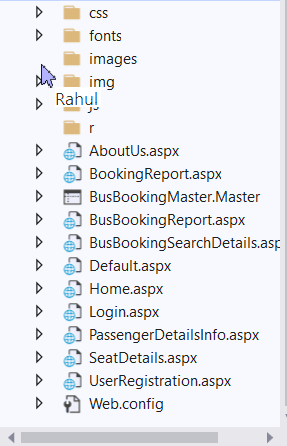 css
fonts
images
img
Rahul
js
r
AboutUs.aspx
BookingReport.aspx
BusBookingMaster.Master
BusBookingReport.aspx
BusBookingSearchDetails.asp
Default.aspx
Home.aspx
Login.aspx
PassengerDetailsInfo.aspx
SeatDetails.aspx
UserRegistration.aspx
Web.config